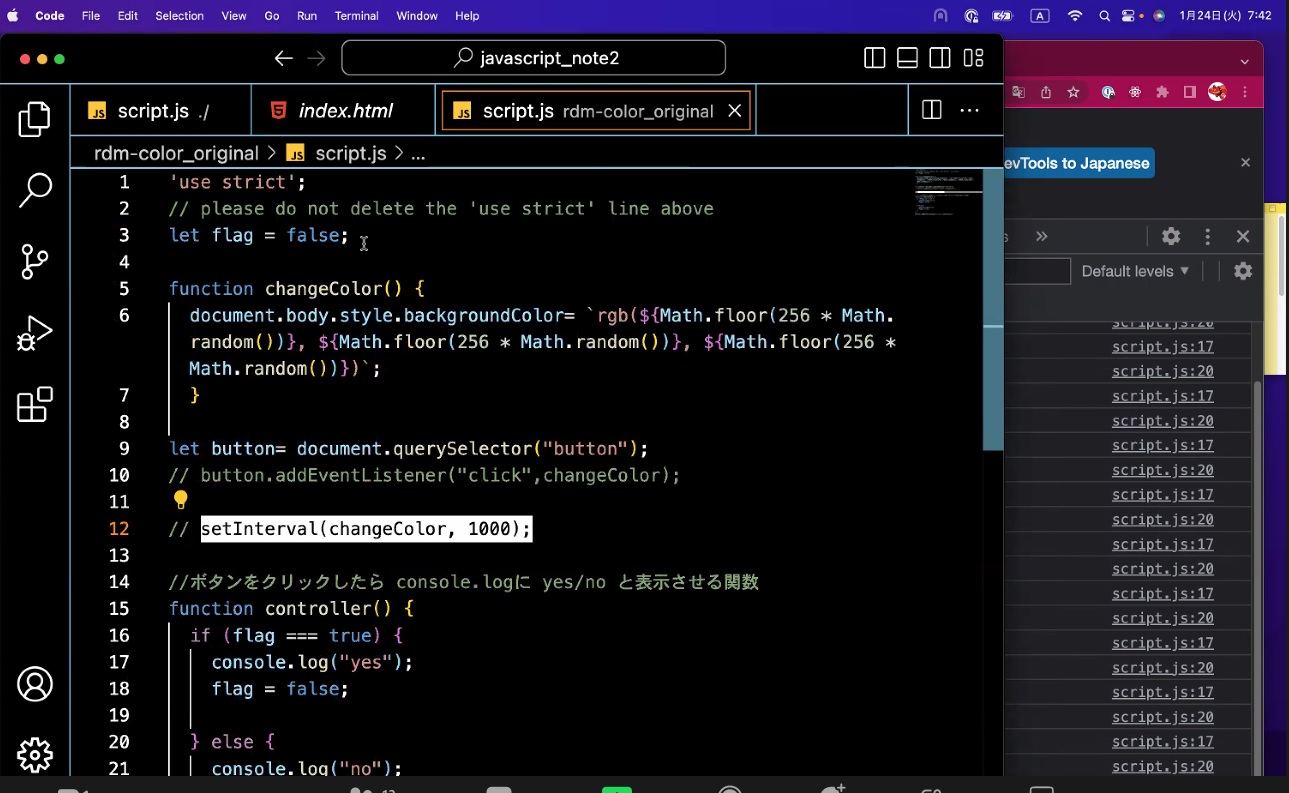 Code File Edit Selection View Go Run Terminal Window Help A 1月24日(火) 7:42
javascript_note2
JS script.js ./ index.html JS script.js rdm-color_original
rdm-color_original > JS script.js > ...
1 'use strict';
2 // please do not delete the 'use strict' line above
3 let flag = false;
4
5 function changeColor() {
6 document.body.style.backgroundColor= `rgb(${Math.floor(256 * Math.
random())}, ${Math.floor(256 * Math.random())}, ${Math.floor(256 *
Math.random())})`;
7 }
8
9 let button= document.querySelector("button");
10 // button.addEventListener("click",changeColor);
11
12 // setInterval(changeColor, 1000);
13
14 //ボタンをクリックしたら console.logに yes/no と表示させる関数
15 function controller() {
16 if (flag === true) {
17 console.log("yes");
18 flag = false;
19
20 } else {
21 console.log("no");
evTools to Japanese
Default levels
script.js:20
script.js:17
script.js:20
script.js:17
script.js:20
script.js:17
script.js:20
script.js:17
script.js:20
script.js:17
script.js:20
script.js:17
script.js:20
script.js:17
script.js:20
script.js:17
script.js:20
script.js:17
script.js:20